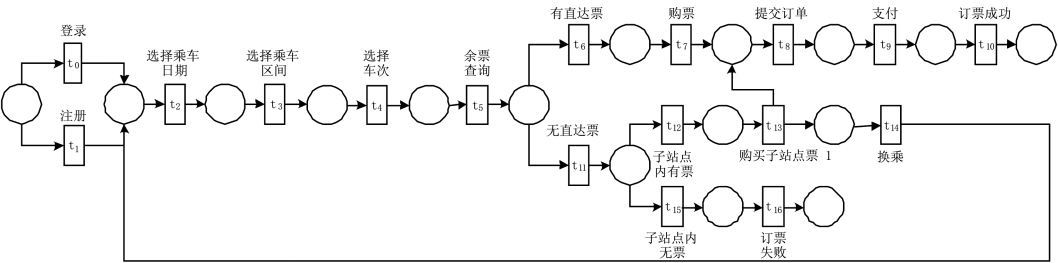 登录
t0
注册
t1
选择乘车
日期
t2
选择乘车
区间
t3
选择
车次
t4
余票
查询
t5
有直达票
t6
购票
t7
提交订单
t8
支付
t9
订票成功
t10
无直达票
t11
t12
子站点
内有票
t13
购买子站点票 1
t14
换乘
t15
子站点内
无票
t16
订票
失败